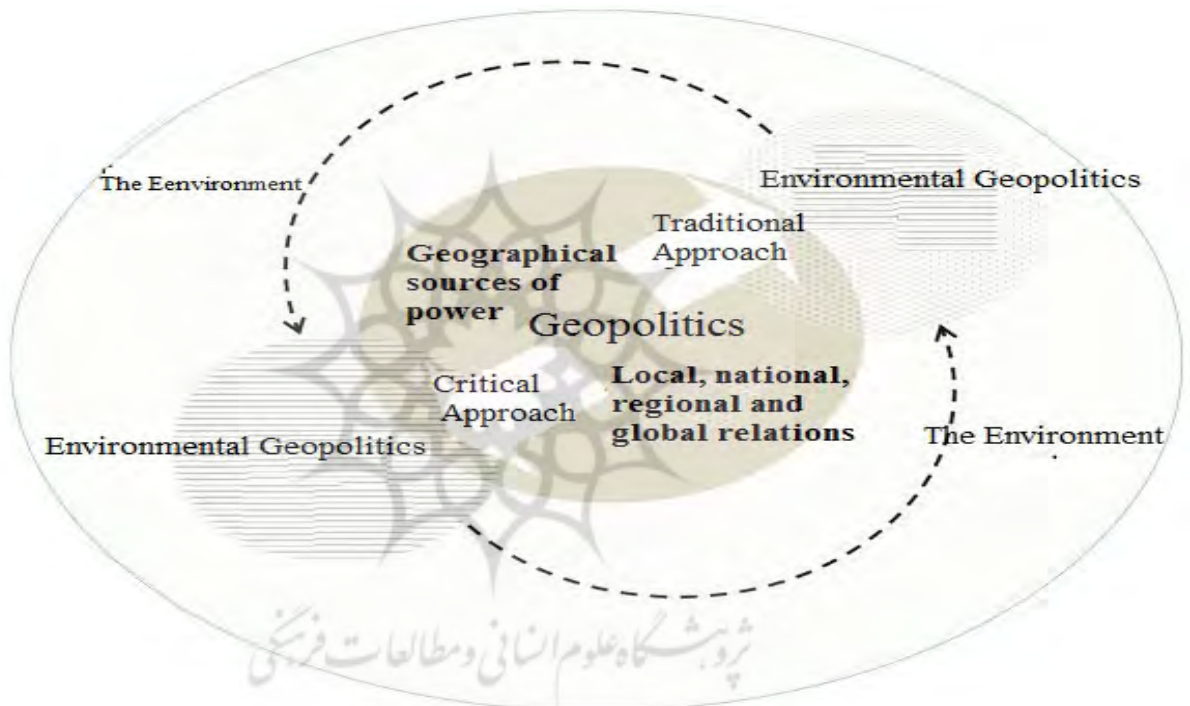 The Eenvironment
Environmental Geopolitics
Traditional
Approach
Geographical
sources of
power
Geopolitics
Critical
Approach
Local, national,
regional and
global relations
Environmental Geopolitics
The Environment
پژوهشگاه علوم انسانی و مطالعات فرهنگی